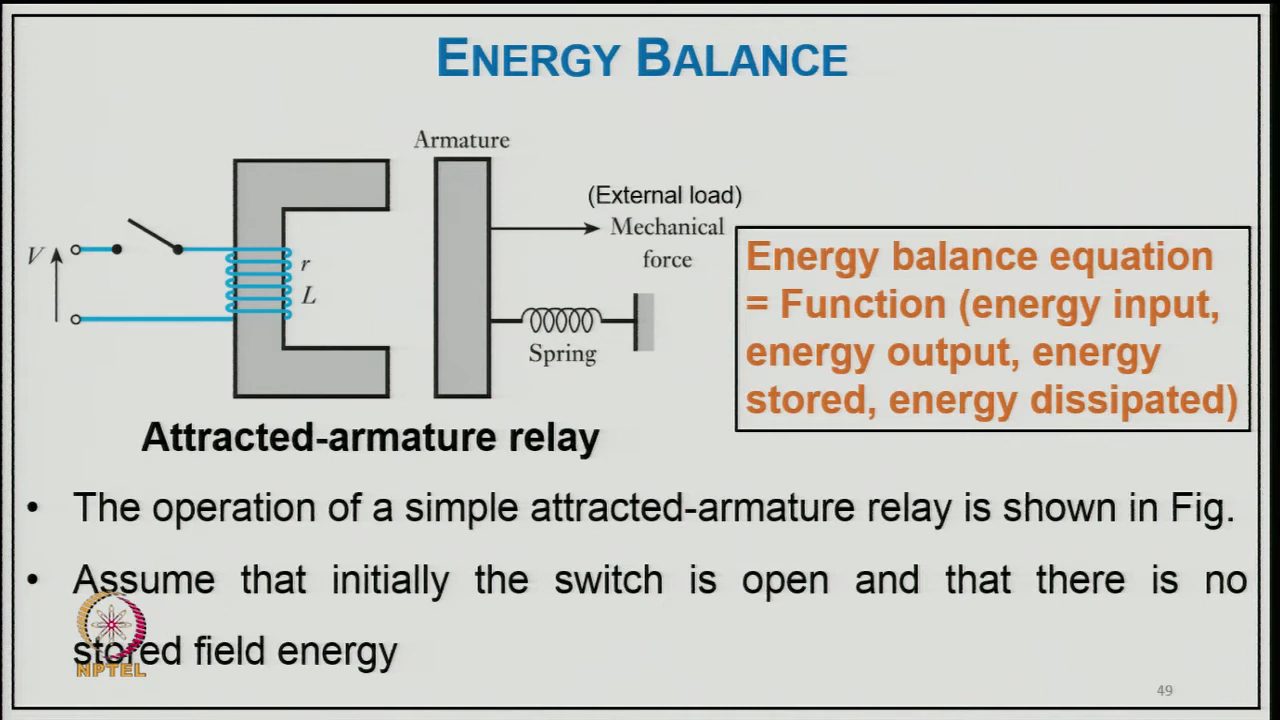 ENERGY BALANCE
Armature
(External load)
Mechanical
force
V
r
L
Spring
Energy balance equation
= Function (energy input,
energy output, energy
stored, energy dissipated)
Attracted-armature relay
• The operation of a simple attracted-armature relay is shown in Fig.
• Assume that initially the switch is open and that there is no
stored field energy
NPTEL
49